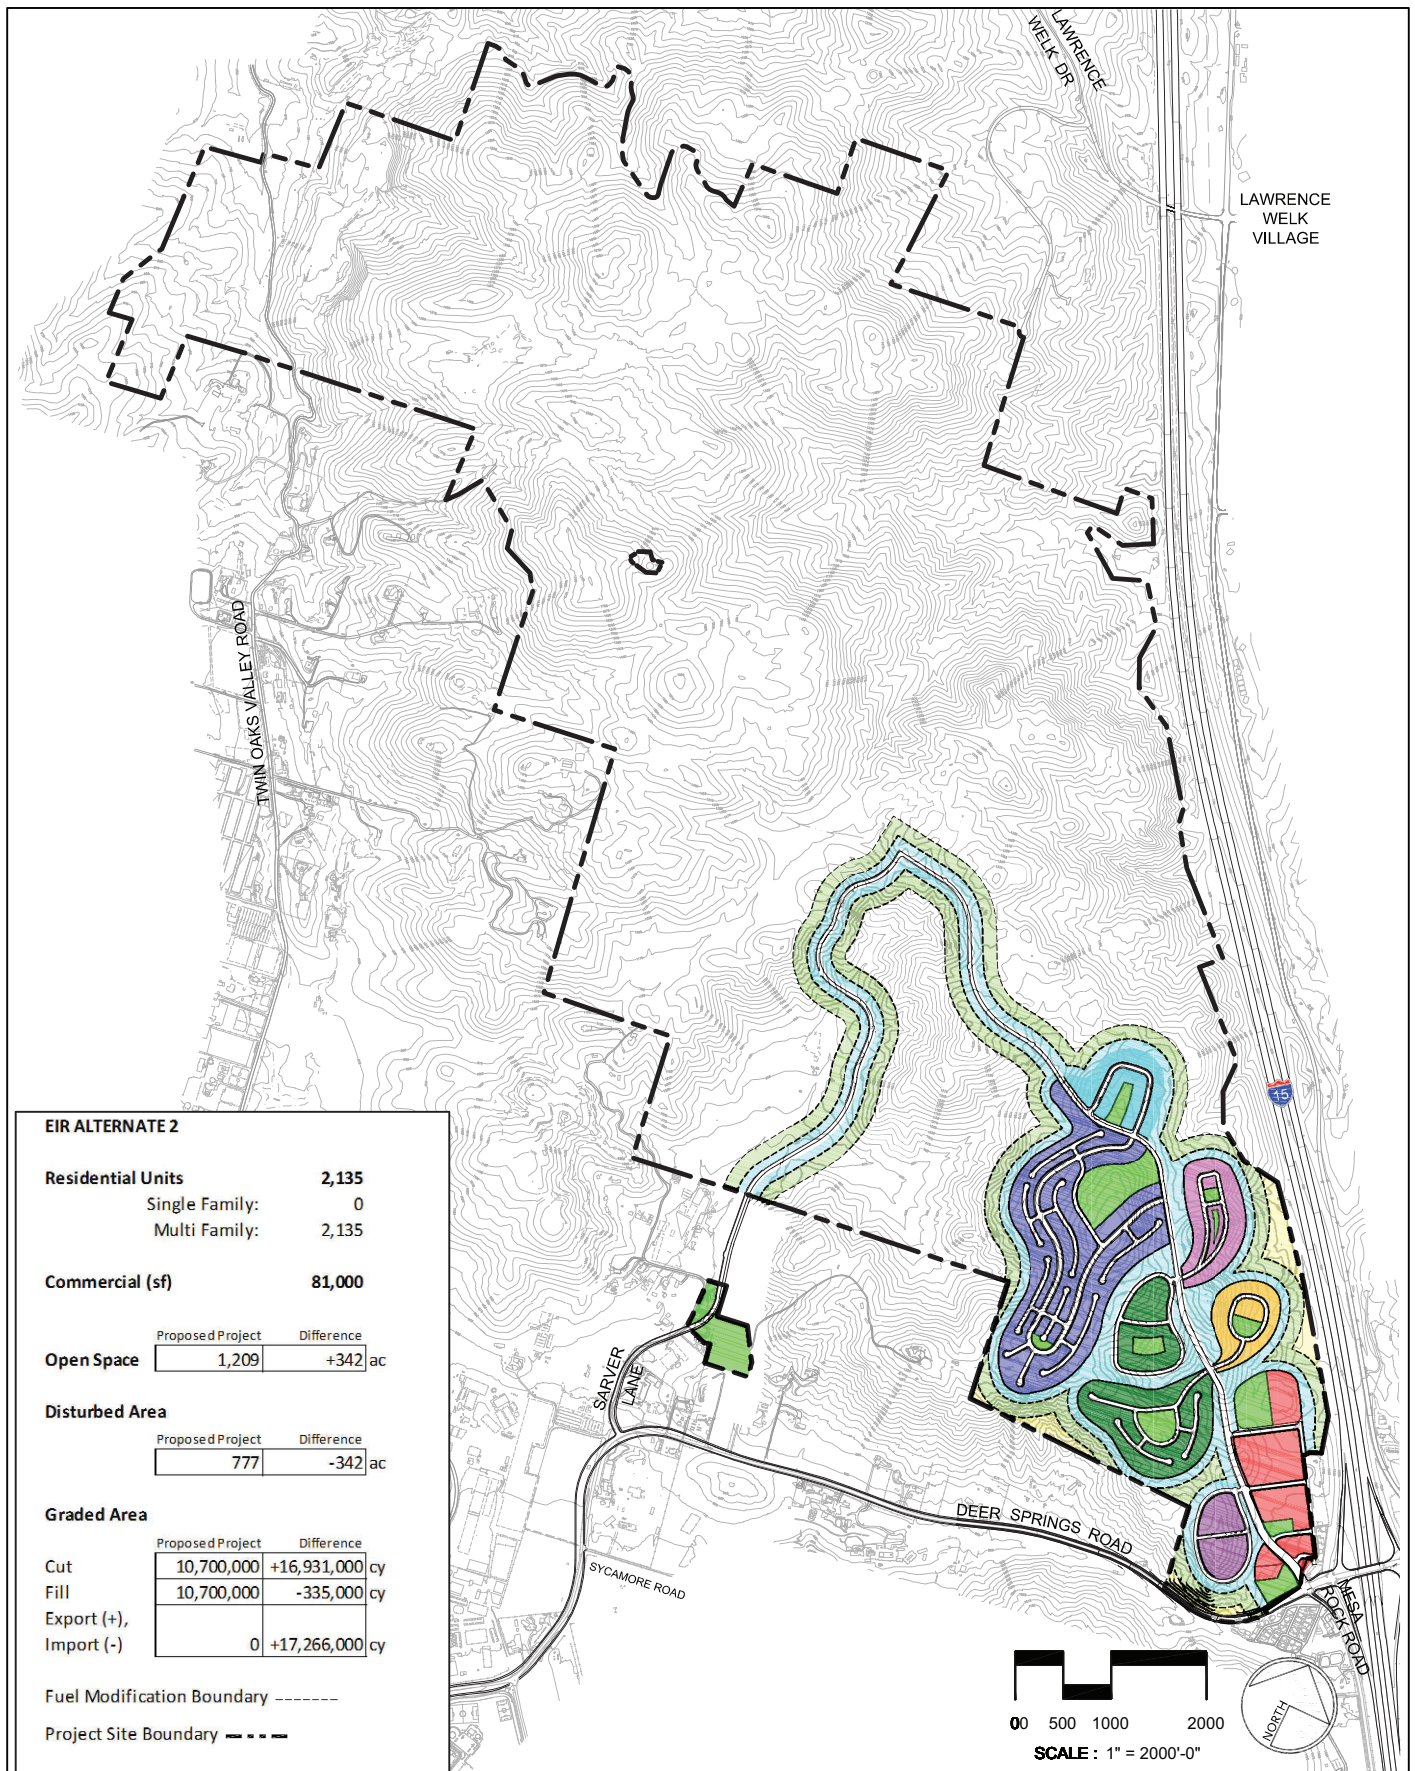 LAWRENCE
WELK DR
LAWRENCE
WELK
VILLAGE
TWIN OAKS VALLEY ROAD
15
SARVER
LANE
DEER SPRINGS ROAD
SYCAMORE ROAD
MESA
ROCK ROAD
EIR ALTERNATE 2
Residential Units 2,135
Single Family: 0
Multi Family: 2,135
Commercial (sf) 81,000
Proposed Project Difference
Open Space 1,209 +342 ac
Disturbed Area
Proposed Project Difference
777 -342 ac
Graded Area
Proposed Project Difference
Cut 10,700,000 +16,931,000 cy
Fill 10,700,000 -335,000 cy
Export (+),
Import (-) 0 +17,266,000 cy
Fuel Modification Boundary
Project Site Boundary
0 500 1000 2000
SCALE : 1" = 2000'-0"
NORTH